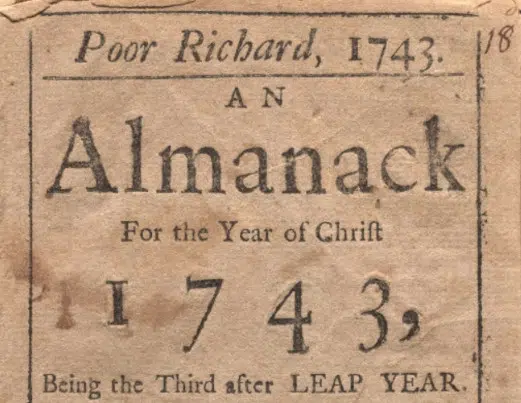 Poor Richard, 1743.
18
AN
Almanack
For the Year of Chriſt
1743,
Being the Third after LEAP YEAR.